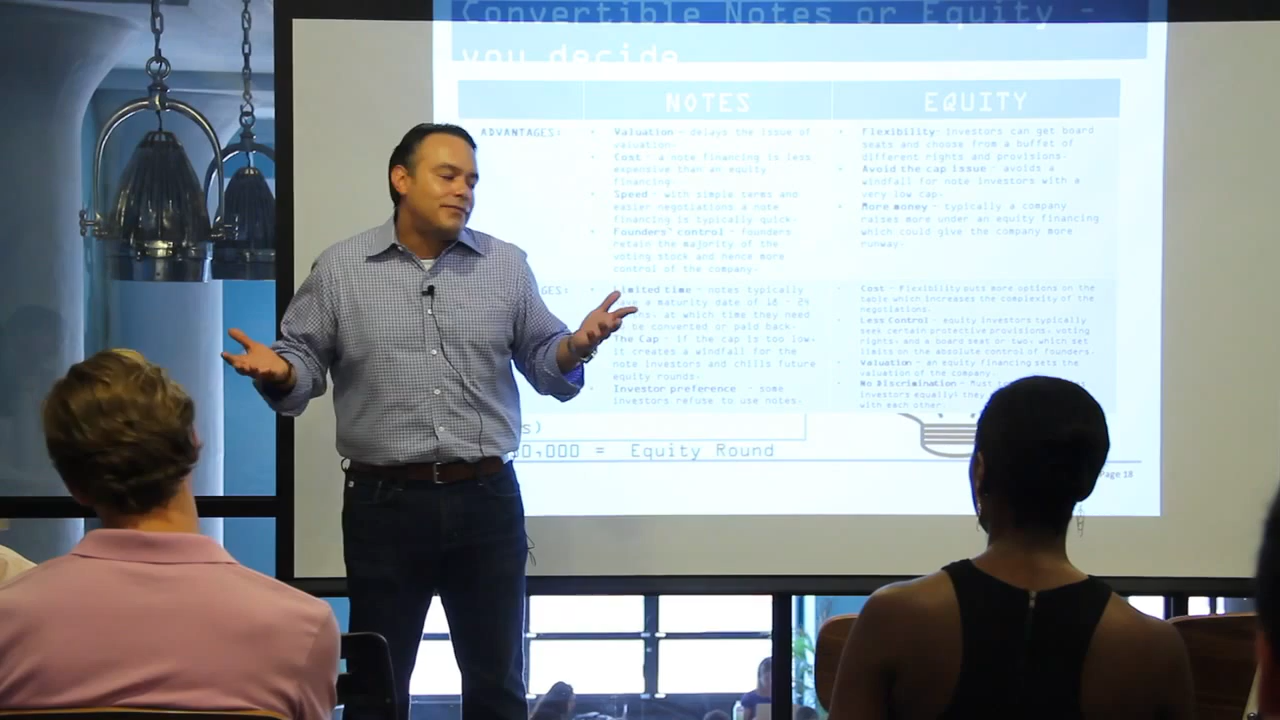 Convertible Notes or Equity -
you decide
NOTES
EQUITY
ADVANTAGES:
• Valuation - delays the issue of
valuation.
• Cost - a note financing is less
expensive than an equity
financing.
• Speed - with simple terms and
easier negotiations a note
financing is typically quick.
• Founders' control - founders
retain the majority of the
voting stock and hence more
control of the company.
• Flexibility- Investors can get board
seats and choose from a buffet of
different rights and provisions.
• Avoid the cap issue - avoids a
windfall for note investors with a
very low cap.
• More money - typically a company
raises more under an equity financing
which could give the company more
runway.
GES:
Limited time - notes typically
have a maturity date of 18 - 24
at which time they need
be converted or paid back.
The Cap - if the cap is too low,
it creates a windfall for the
note investors and chills future
equity rounds.
• Investor preference - some
investors refuse to use notes.
• Cost - Flexibility puts more options on the
table which increases the complexity of the
negotiations.
• Less Control - equity investors typically
seek certain protective provisions, voting
rights, and a board seat or two, which set
limits on the absolute control of founders.
• Valuation - an equity financing sets the
valuation of the company.
• No Discrimination - Must
investors equally; they
with each other.
s)
00,000 = Equity Round
Page 18